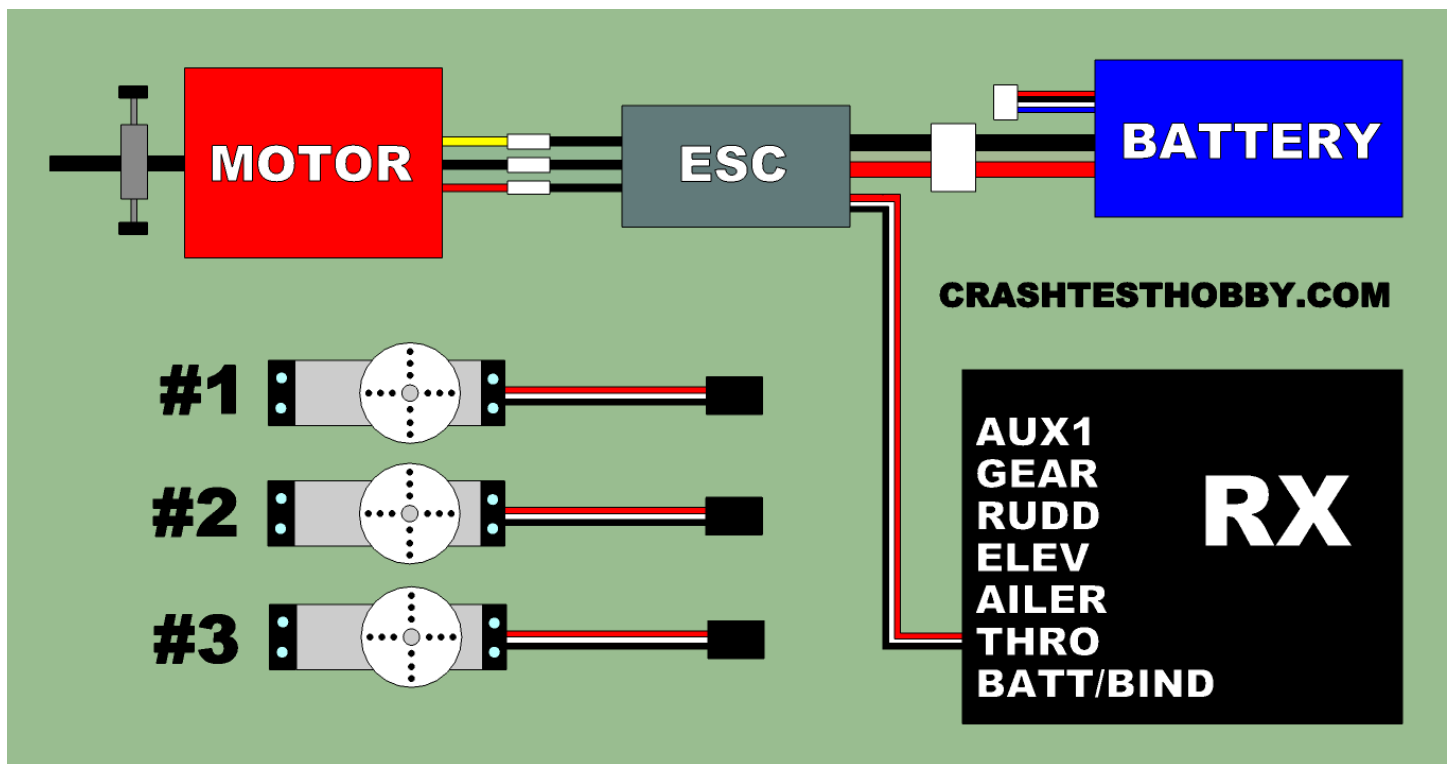 MOTOR
ESC
BATTERY
CRASHTESTHOBBY.COM
#1
#2
#3
AUX1
GEAR
RUDD
ELEV
AILER
THRO
BATT/BIND
RX